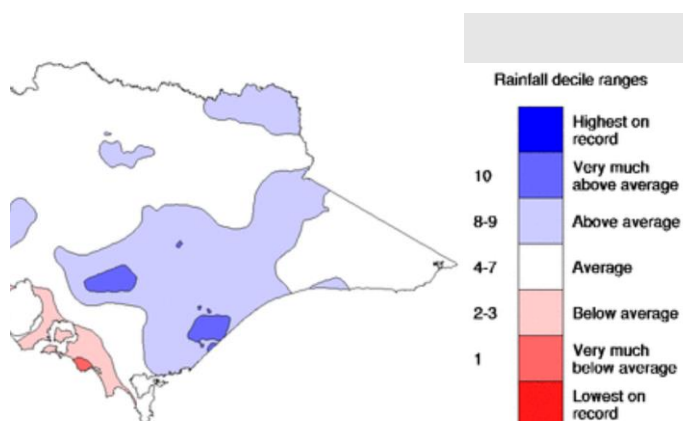 Rainfall decile ranges
Highest on
record
10
Very much
above average
8-9
Above average
4-7
Average
2-3
Below average
1
Very much
below average
Lowest on
record